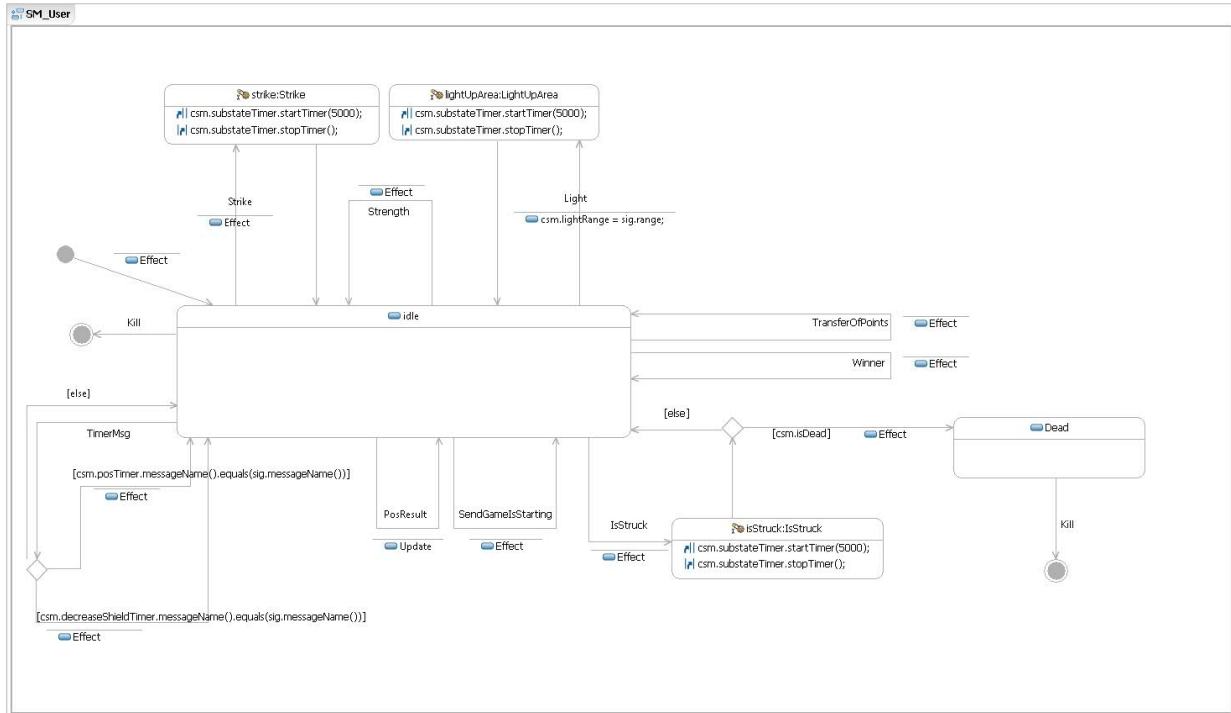 SM_User
strike:Strike
csm.substateTimer.startTimer(5000);
csm.substateTimer.stopTimer();
lightUpArea:LightUpArea
csm.substateTimer.startTimer(5000);
csm.substateTimer.stopTimer();
Effect
Strike
Effect
Strength
Light
csm.lightRange = sig.range;
Effect
idle
Kill
TransferOfPoints
Effect
Winner
Effect
[else]
TimerMsg
[else]
[csm.isDead]
Effect
Dead
[csm.posTimer.messageName().equals(sig.messageName())]
Effect
PosResult
Update
SendGameIsStarting
Effect
IsStruck
Effect
isStruck:IsStruck
csm.substateTimer.startTimer(5000);
csm.substateTimer.stopTimer();
Kill
[csm.decreaseShieldTimer.messageName().equals(sig.messageName())]
Effect